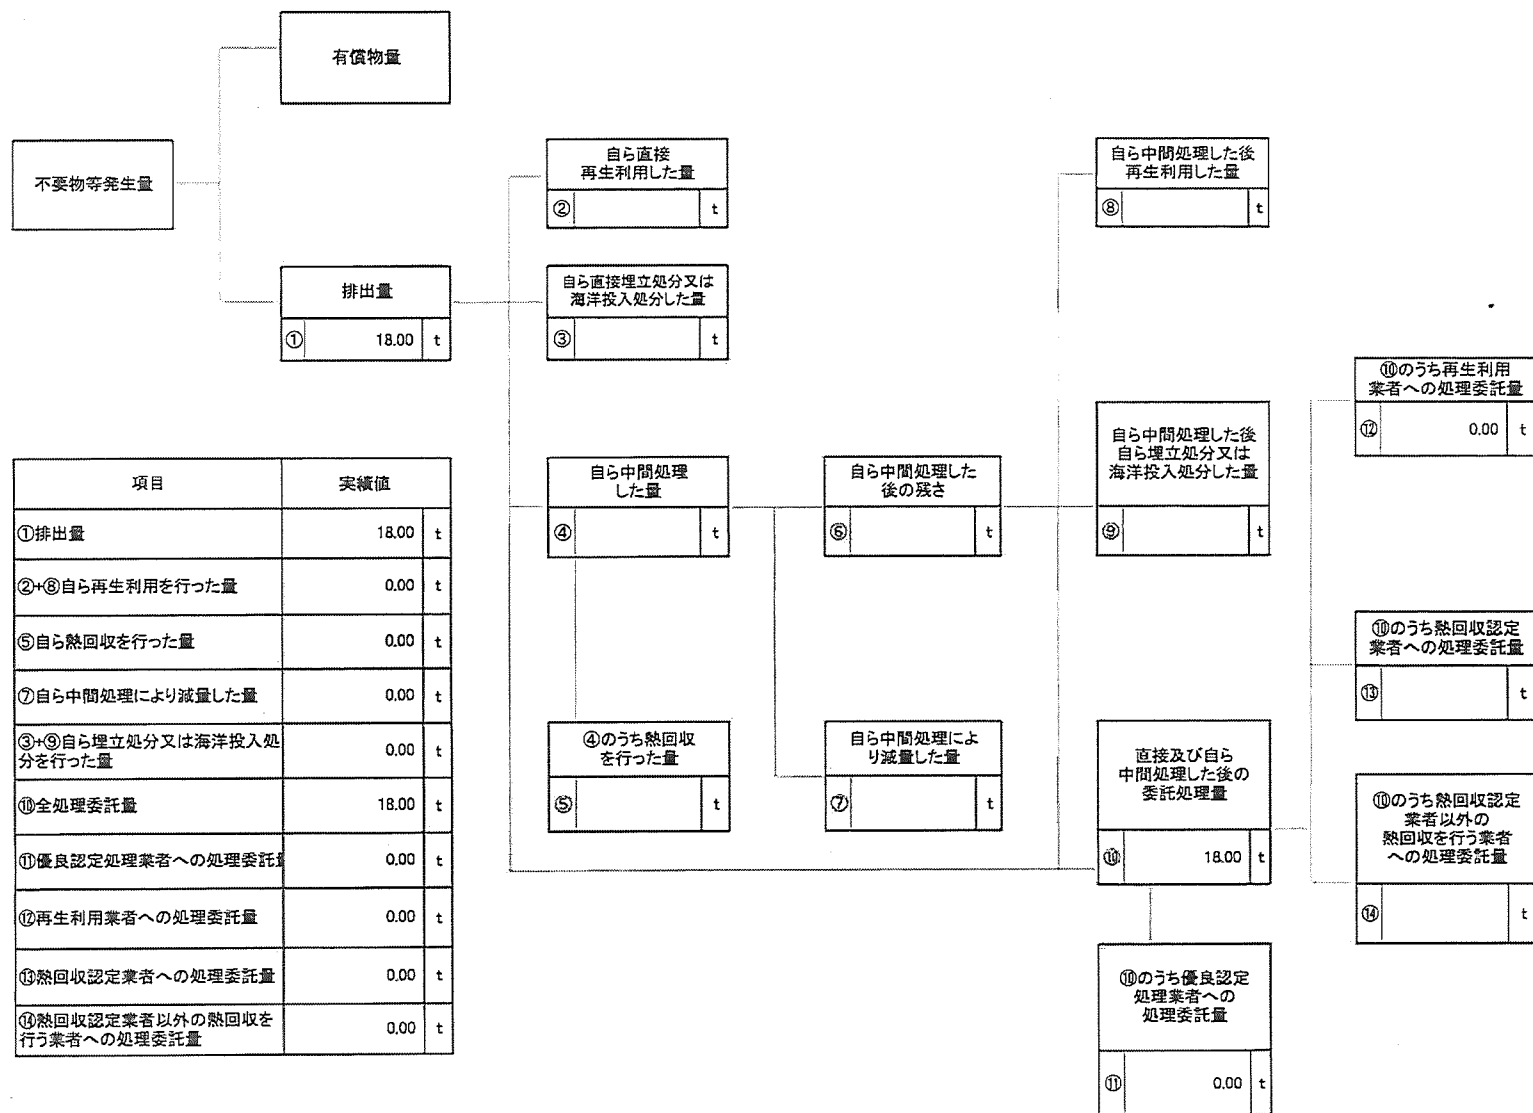 有償物量
不要物等発生量
排出量
① 18.00 t
自ら直接
再生利用した量
② t
自ら直接埋立処分又は
海洋投入処分した量
③ t
自ら中間処理した後
再生利用した量
⑧ t
自ら中間処理
した量
④ t
自ら中間処理した
後の残さ
⑥ t
自ら中間処理した後
自ら埋立処分又は
海洋投入処分した量
⑨ t
④のうち熱回収
を行った量
⑤ t
自ら中間処理によ
り減量した量
⑦ t
直接及び自ら
中間処理した後の
委託処理量
⑩ 18.00 t
⑩のうち優良認定
処理業者への
処理委託量
⑪ 0.00 t
⑩のうち再生利用
業者への処理委託量
⑫ 0.00 t
⑩のうち熱回収認定
業者への処理委託量
⑬ t
⑩のうち熱回収認定
業者以外の
熱回収を行う業者
への処理委託量
⑭ t
項目 実績値
①排出量 18.00 t
②+⑧自ら再生利用を行った量 0.00 t
⑤自ら熱回収を行った量 0.00 t
⑦自ら中間処理により減量した量 0.00 t
③+⑨自ら埋立処分又は海洋投入処
分を行った量 0.00 t
⑩全処理委託量 18.00 t
⑪優良認定処理業者への処理委託量 0.00 t
⑫再生利用業者への処理委託量 0.00 t
⑬熱回収認定業者への処理委託量 0.00 t
⑭熱回収認定業者以外の熱回収を
行う業者への処理委託量 0.00 t